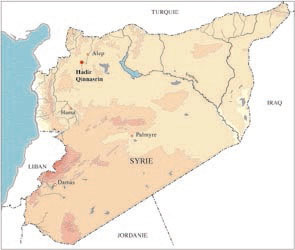 TURQUIE
Alep
Hadir
Qinnasrin
IRAQ
Hama
Palmyre
SYRIE
LIBAN
Damas
JORDANIE